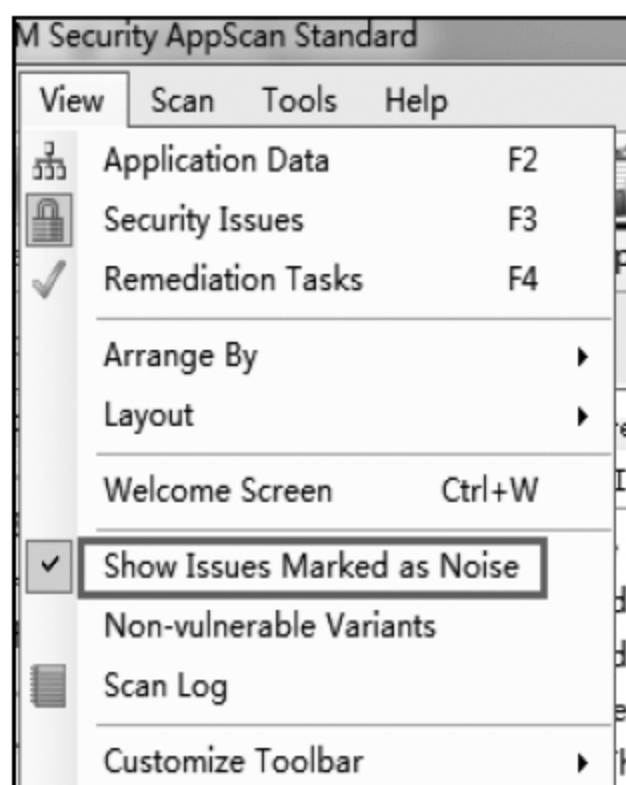 M Security AppScan Standard
View Scan Tools Help
Application Data F2
Security Issues F3
Remediation Tasks F4
Arrange By
Layout
Welcome Screen Ctrl+W
Show Issues Marked as Noise
Non-vulnerable Variants
Scan Log
Customize Toolbar